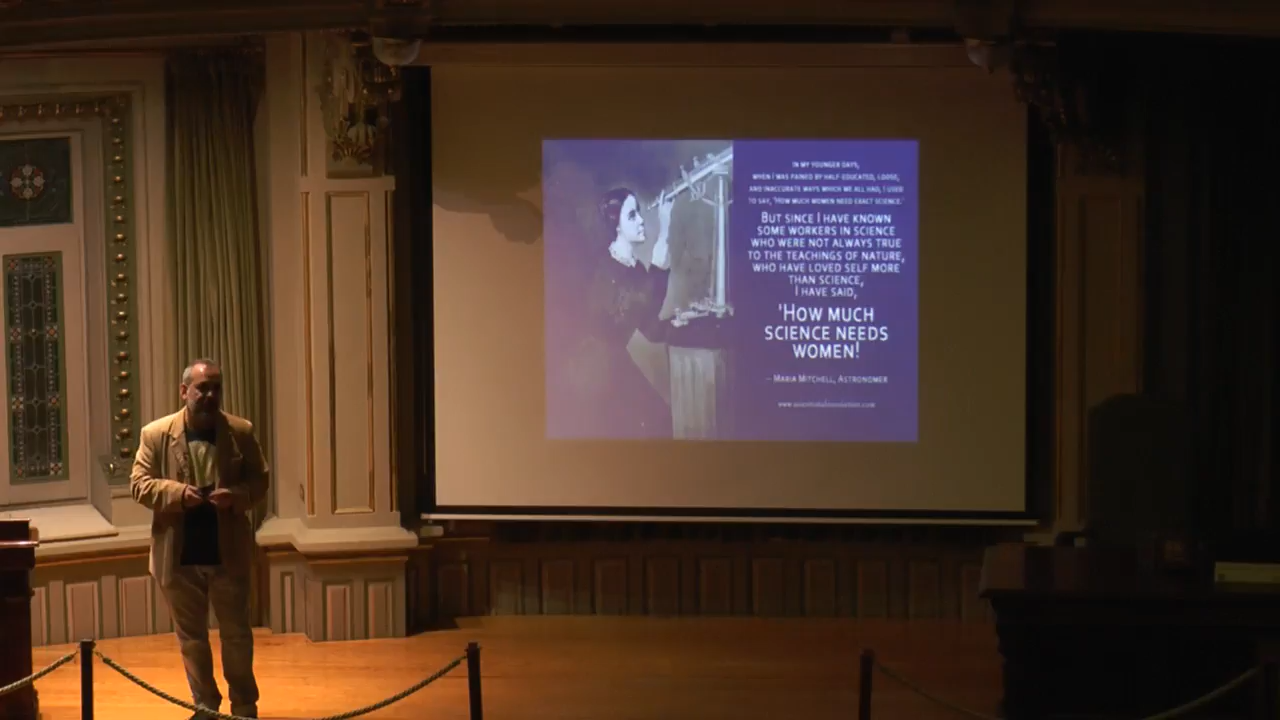 IN MY YOUNGER DAYS,
WHEN I WAS PAINED BY HALF-EDUCATED, LOOSE,
AND INACCURATE WAYS WHICH WE ALL HAD, I USED
TO SAY, 'HOW MUCH WOMEN NEED EXACT SCIENCE.'
BUT SINCE I HAVE KNOWN
SOME WORKERS IN SCIENCE
WHO WERE NOT ALWAYS TRUE
TO THE TEACHINGS OF NATURE,
WHO HAVE LOVED SELF MORE
THAN SCIENCE,
I HAVE SAID,
'HOW MUCH
SCIENCE NEEDS
WOMEN!
– MARIA MITCHELL, ASTRONOMER